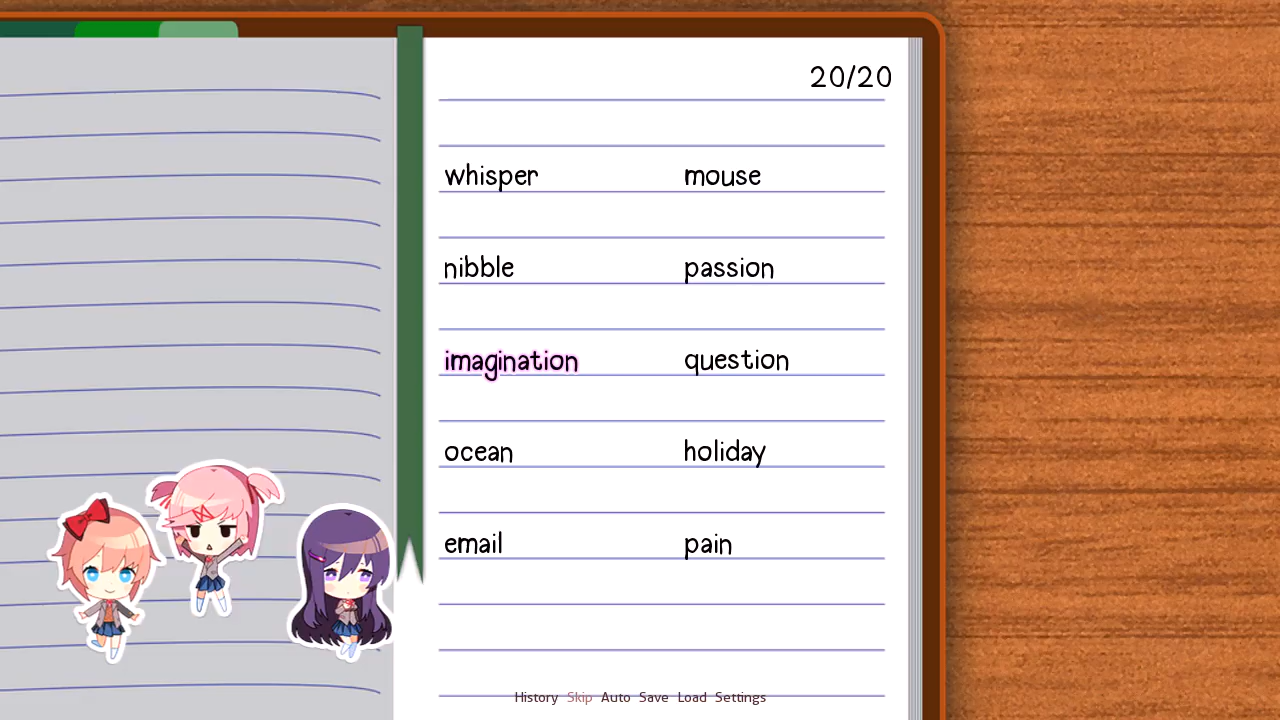 20/20
whisper mouse
nibble passion
imagination question
ocean holiday
email pain
History Skip Auto Save Load Settings